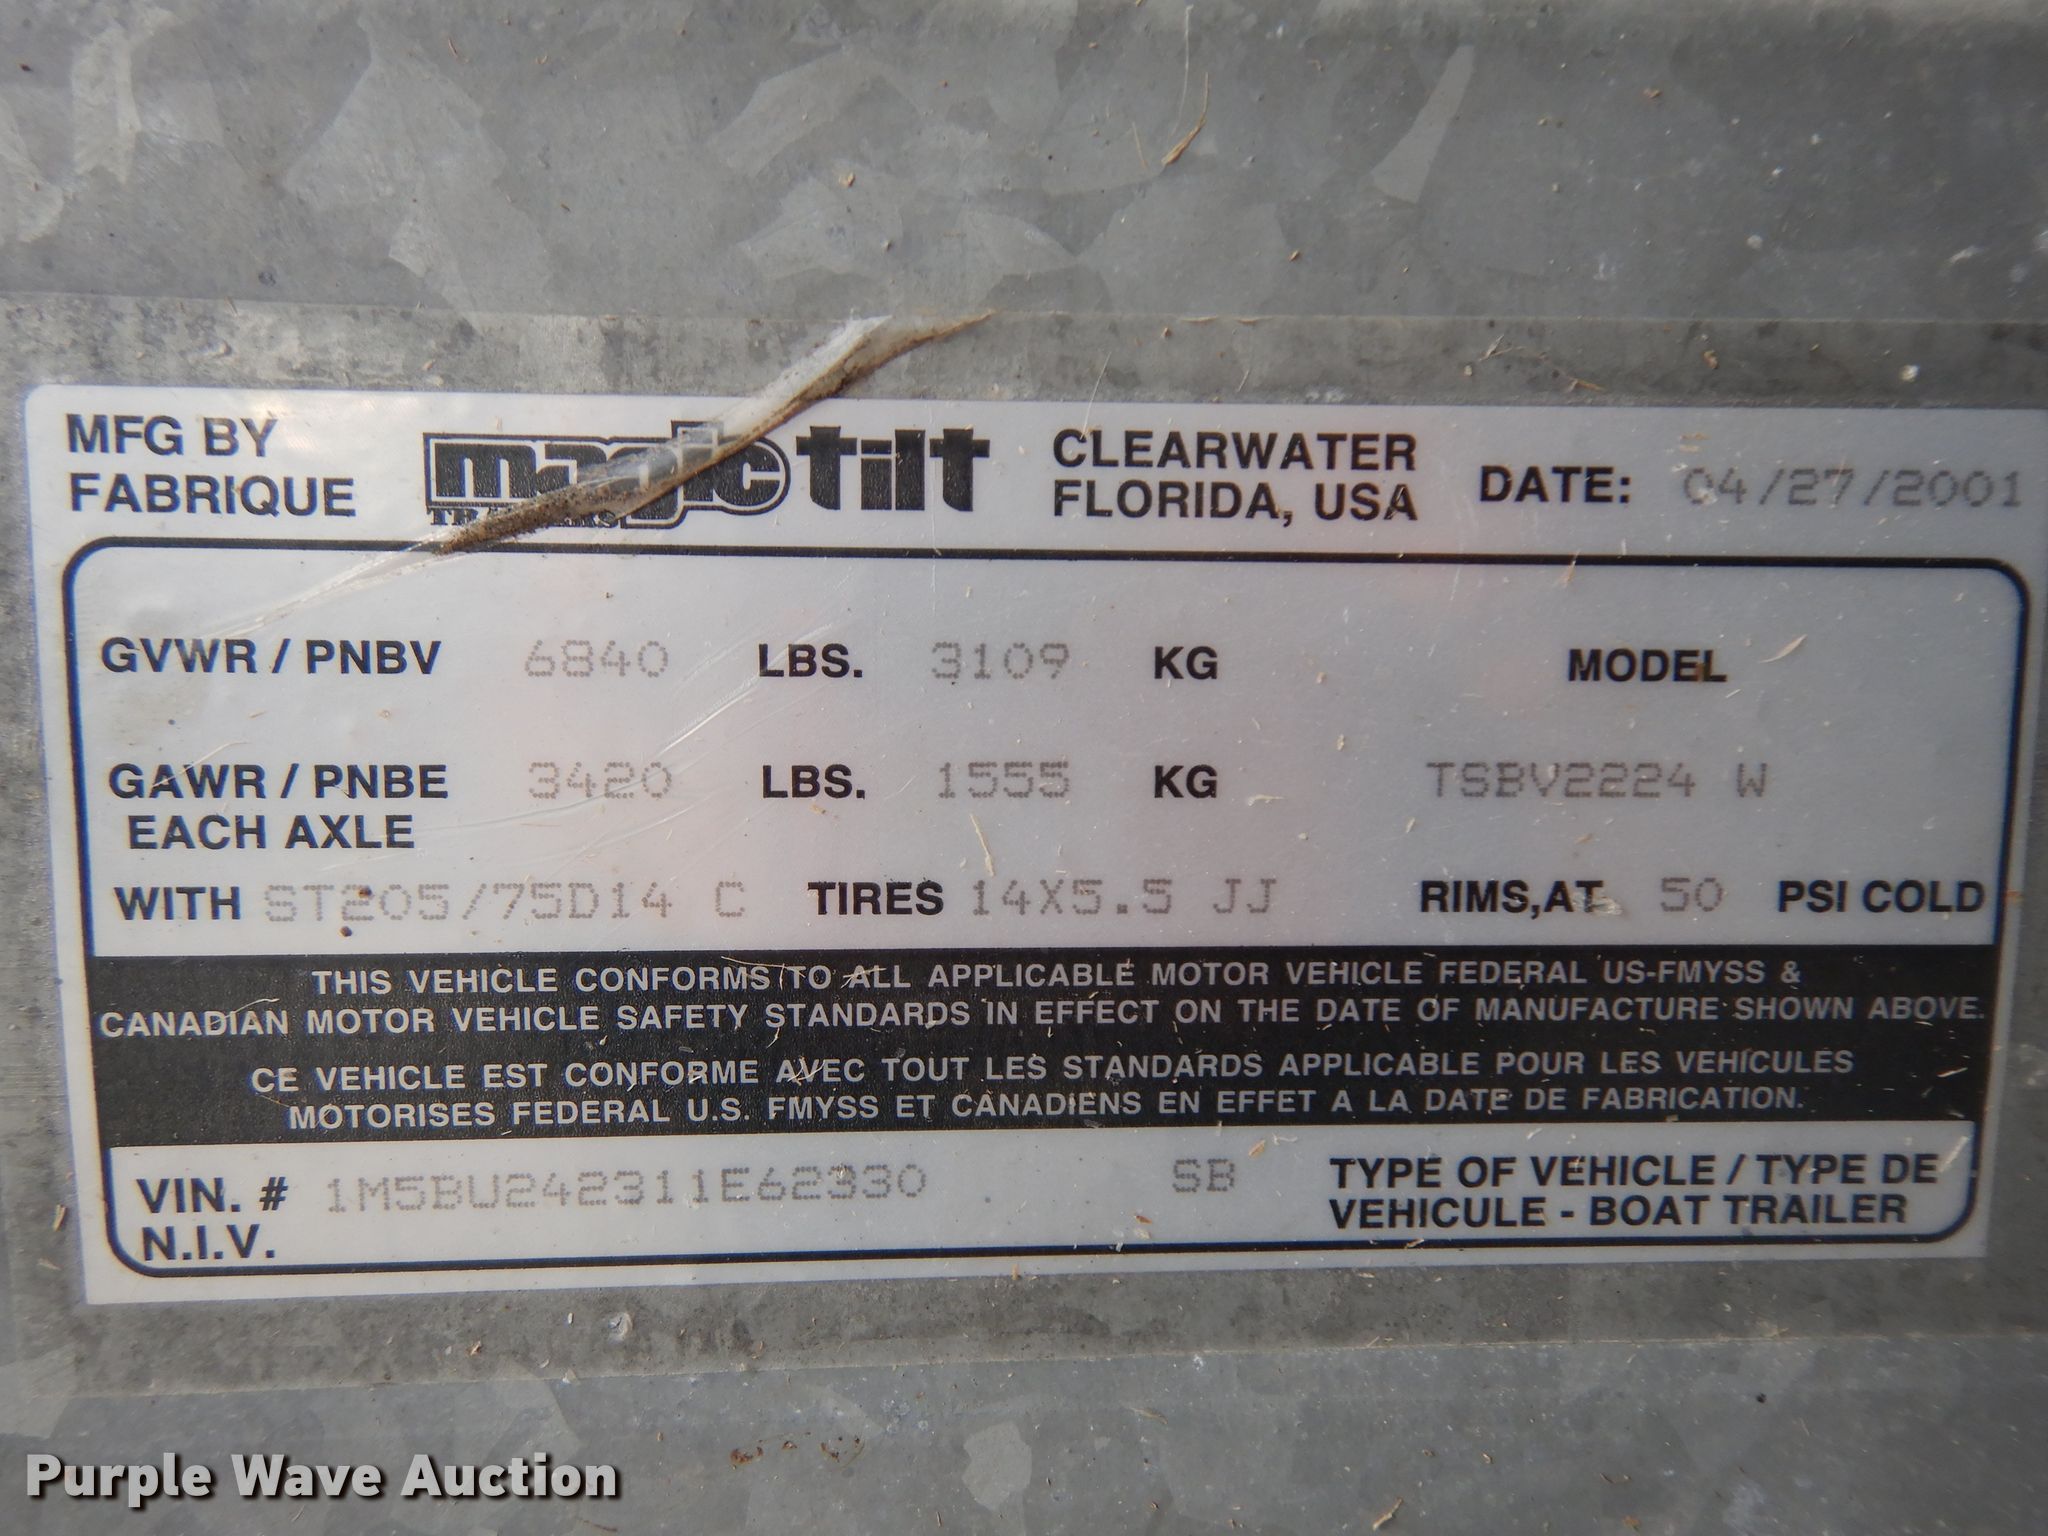 MFG BY
FABRIQUE
magic tilt
TRAILERS
CLEARWATER
FLORIDA, USA
DATE: 04/27/2001
GVWR / PNBV 6840 LBS. 3109 KG MODEL
GAWR / PNBE 3420 LBS. 1555 KG TSBV2224 W
EACH AXLE
WITH ST205/75D14 C TIRES 14X5.5 JJ RIMS,AT 50 PSI COLD
THIS VEHICLE CONFORMS TO ALL APPLICABLE MOTOR VEHICLE FEDERAL US-FMYSS &
CANADIAN MOTOR VEHICLE SAFETY STANDARDS IN EFFECT ON THE DATE OF MANUFACTURE SHOWN ABOVE.
CE VEHICLE EST CONFORME AVEC TOUT LES STANDARDS APPLICABLE POUR LES VEHICULES
MOTORISES FEDERAL U.S. FMYSS ET CANADIENS EN EFFET A LA DATE DE FABRICATION.
VIN. # 1M5BU242311E62330 SB
N.I.V.
TYPE OF VEHICLE / TYPE DE
VEHICULE - BOAT TRAILER
Purple Wave Auction